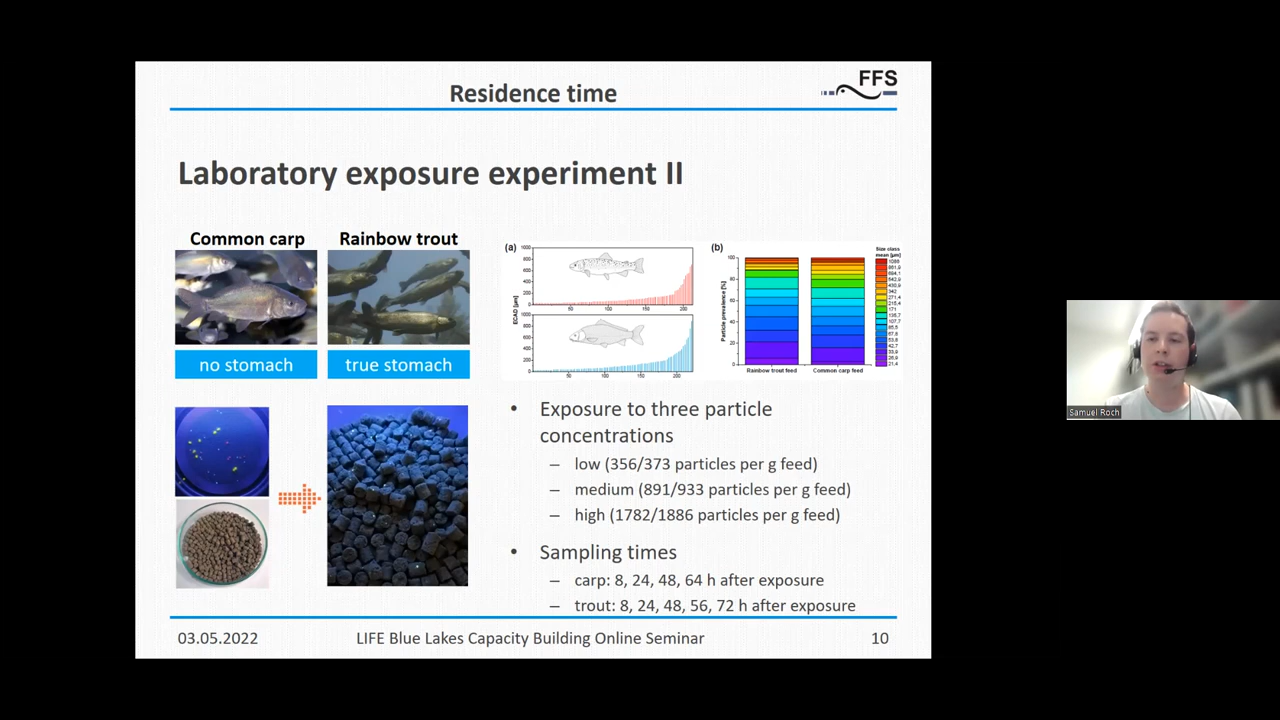 Residence time
FFS
Laboratory exposure experiment II
Common carp
Rainbow trout
no stomach
true stomach
(a)
(b)
ECAD [µm]
Particle prevalence [%]
Rainbow trout feed
Common carp feed
Size class
mean [µm]
• Exposure to three particle
concentrations
– low (356/373 particles per g feed)
– medium (891/933 particles per g feed)
– high (1782/1886 particles per g feed)
• Sampling times
– carp: 8, 24, 48, 64 h after exposure
– trout: 8, 24, 48, 56, 72 h after exposure
03.05.2022
LIFE Blue Lakes Capacity Building Online Seminar
10
Samuel Roch